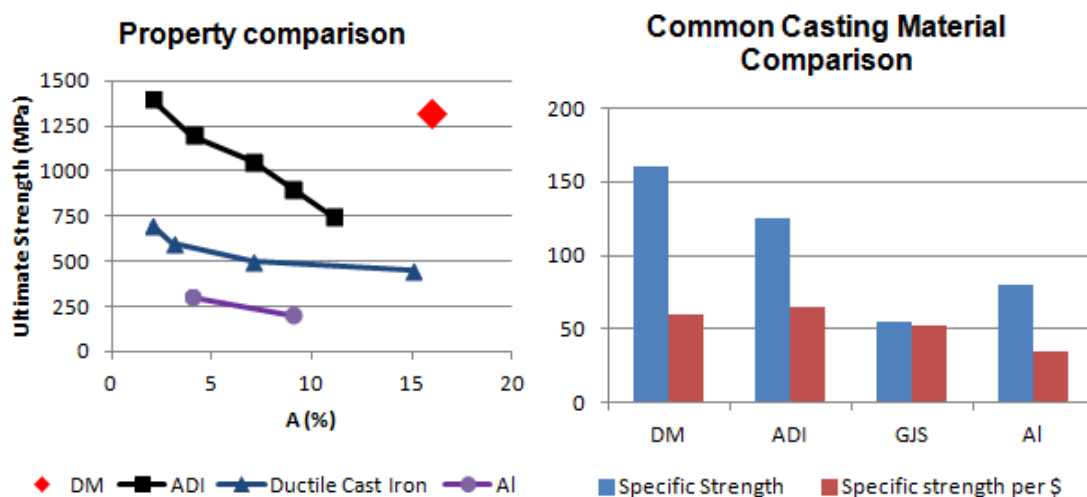 Property comparison
Ultimate Strength (MPa)
1500
1250
1000
750
500
250
0
0 5 10 15 20
A (%)
DM ADI Ductile Cast Iron Al
Common Casting Material
Comparison
200
150
100
50
0
DM ADI GJS Al
Specific Strength Specific strength per $